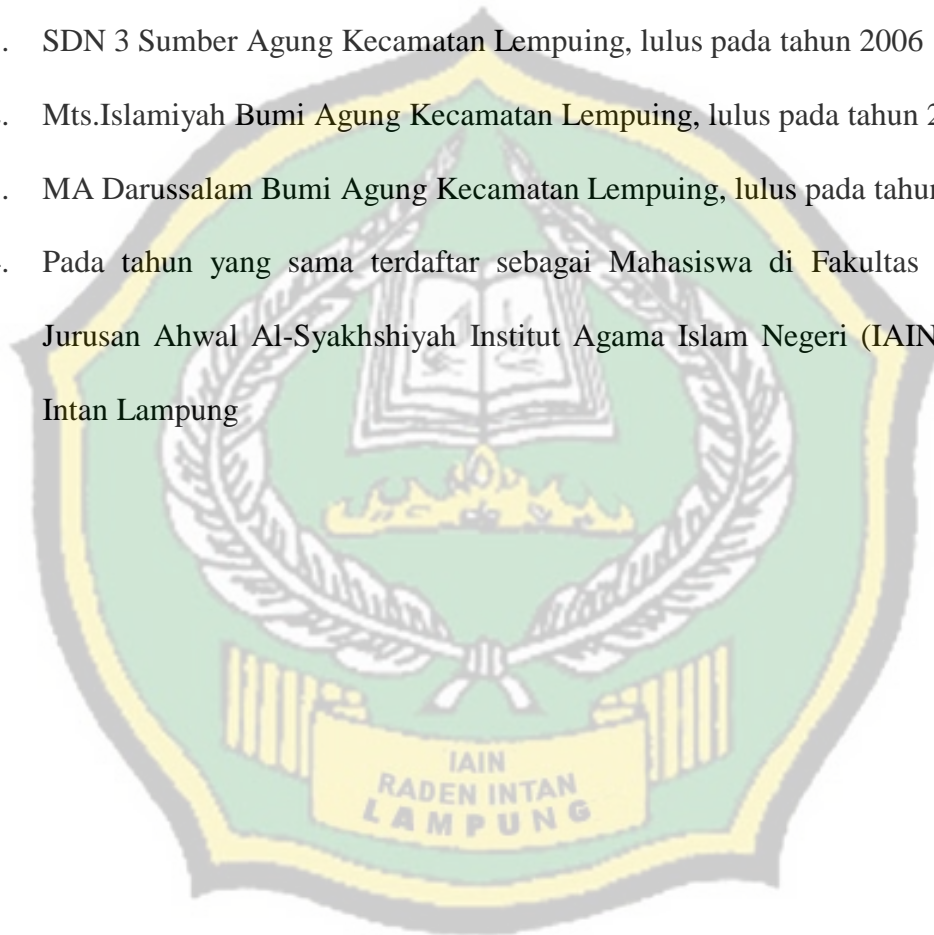 . SDN 3 Sumber Agung Kecamatan Lempuing, lulus pada tahun 2006
. Mts.Islamiyah Bumi Agung Kecamatan Lempuing, lulus pada tahun 2
. MA Darussalam Bumi Agung Kecamatan Lempuing, lulus pada tahun
. Pada tahun yang sama terdaftar sebagai Mahasiswa di Fakultas
Jurusan Ahwal Al-Syakhshiyah Institut Agama Islam Negeri (IAIN
Intan Lampung
IAIN
RADEN INTAN
LAMPUNG